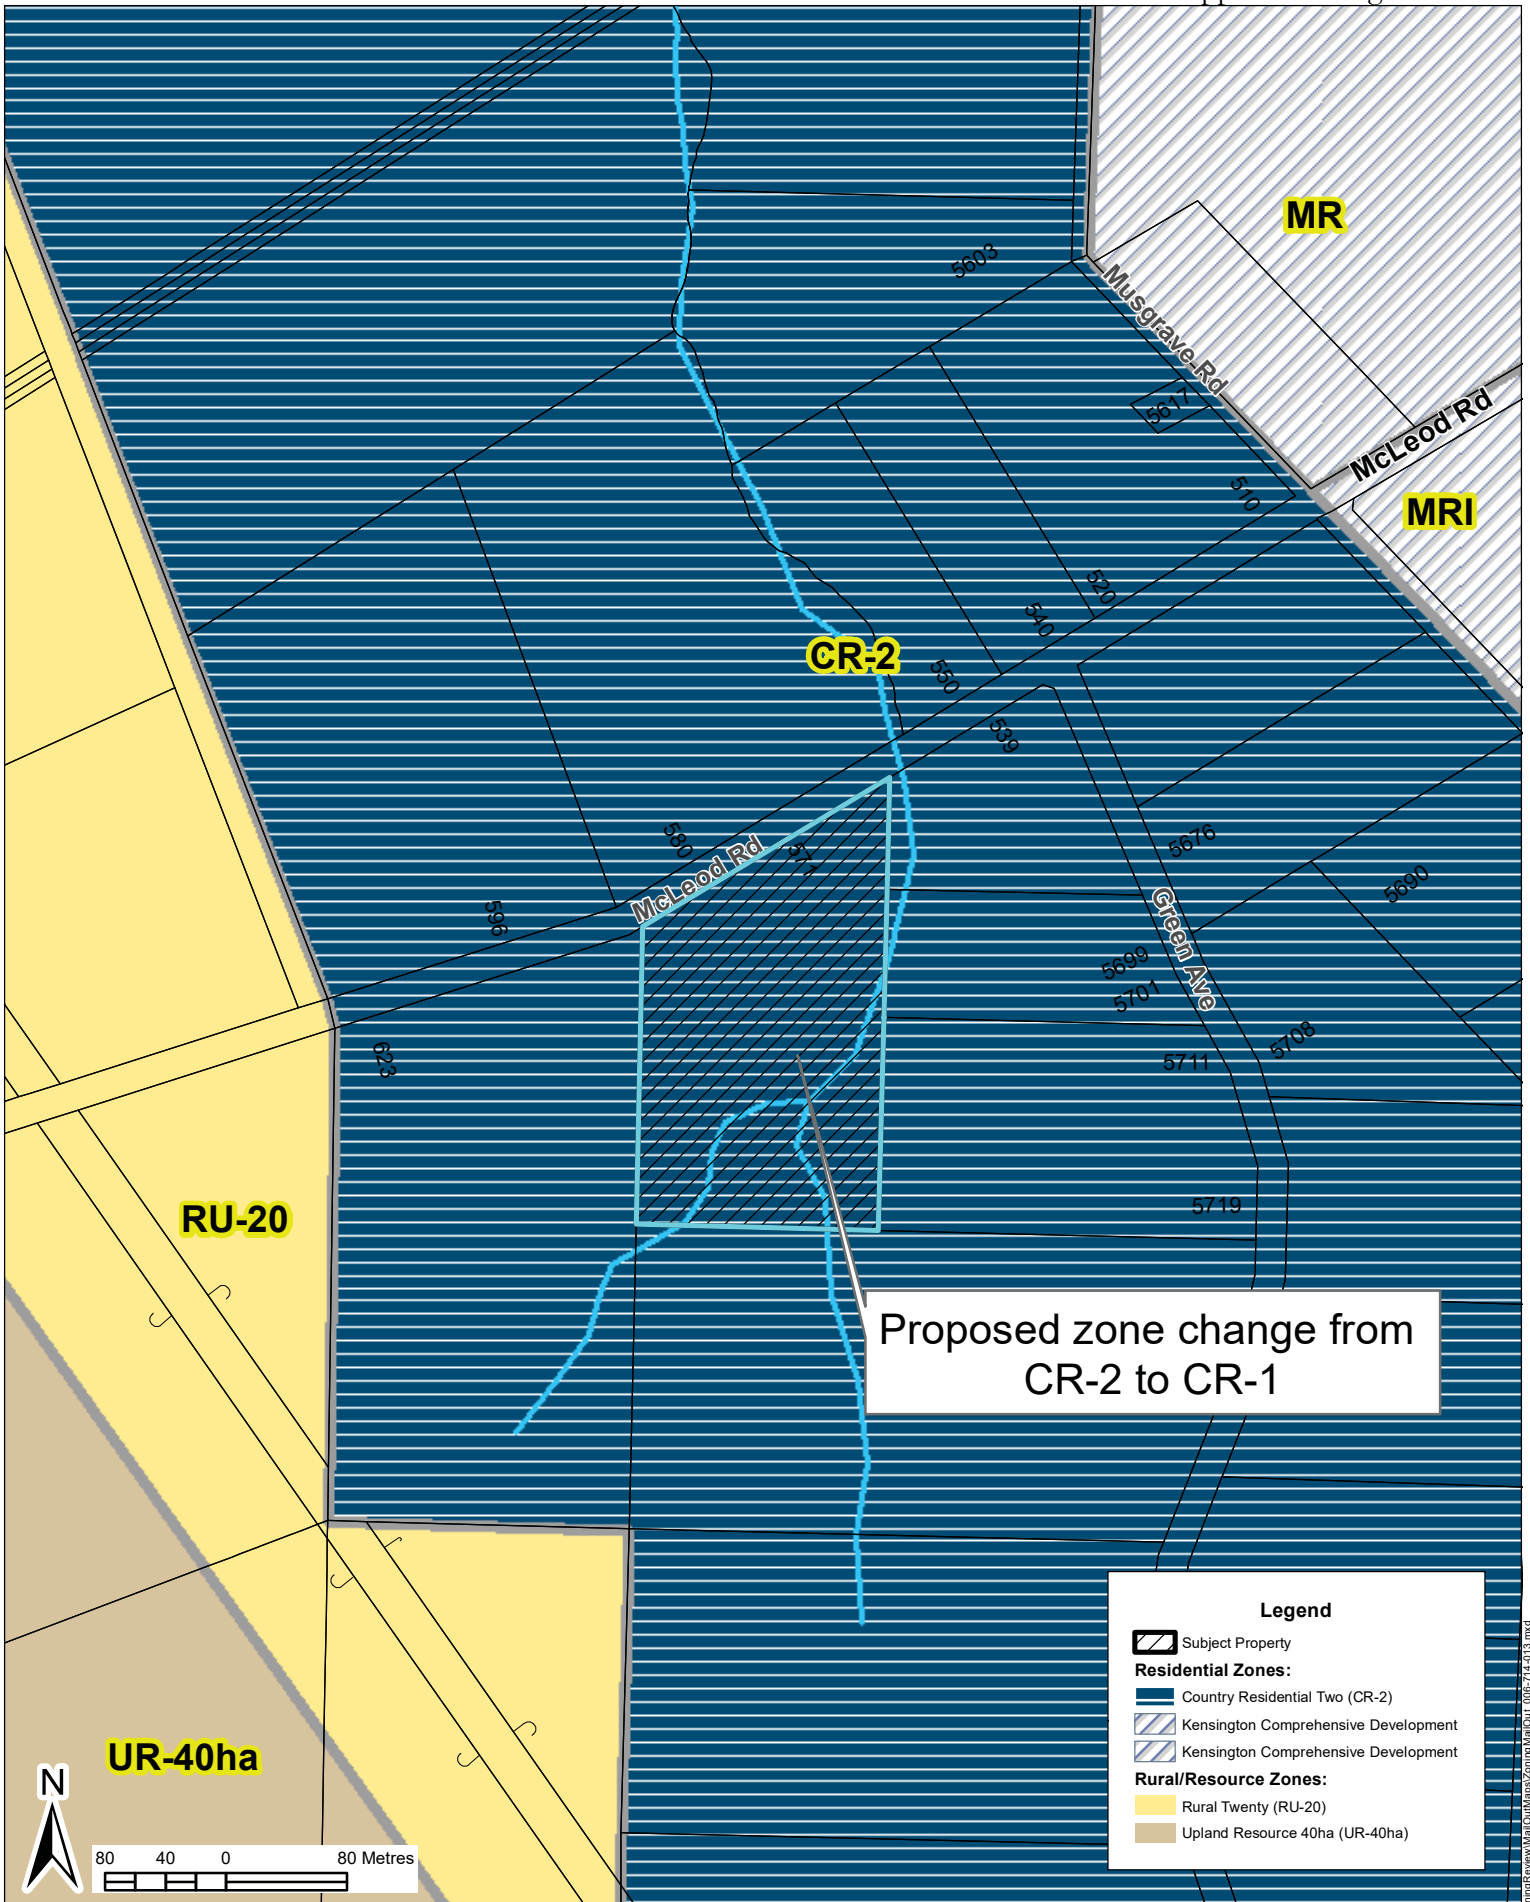 MR
5603
Musgrave Rd
5617
McLeod Rd
510
MRI
520
540
CR-2
550
539
580
McLeod Rd
571
5676
5690
596
Green Ave
5699
5701
5708
623
5711
5719
RU-20
Proposed zone change from
CR-2 to CR-1
UR-40ha
N
80 40 0 80 Metres
Legend
Subject Property
Residential Zones:
Country Residential Two (CR-2)
Kensington Comprehensive Development
Kensington Comprehensive Development
Rural/Resource Zones:
Rural Twenty (RU-20)
Upland Resource 40ha (UR-40ha)